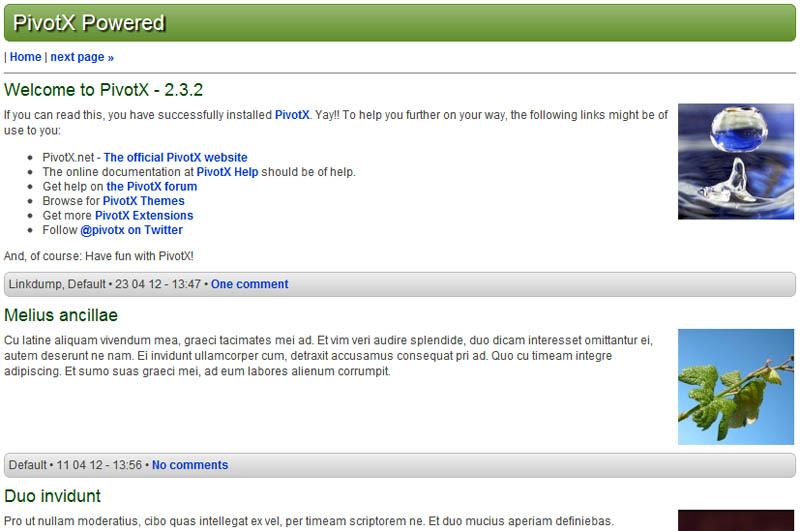 PivotX Powered
| Home | next page »
Welcome to PivotX - 2.3.2
If you can read this, you have successfully installed PivotX. Yay!! To help you further on your way, the following links might be of
use to you:
• PivotX.net - The official PivotX website
• The online documentation at PivotX Help should be of help.
• Get help on the PivotX forum
• Browse for PivotX Themes
• Get more PivotX Extensions
• Follow @pivotx on Twitter
And, of course: Have fun with PivotX!
Linkdump, Default • 23 04 12 - 13:47 • One comment
Melius ancillae
Cu latine aliquam vivendum mea, graeci tacimates mei ad. Et vim veri audire splendide, duo dicam interesset omittantur ei,
autem deserunt ne nam. Ei invidunt ullamcorper cum, detraxit accusamus consequat pri ad. Quo cu timeam integre
adipiscing. Et sumo suas graeci mei, ad eum labores alienum corrumpit.
Default • 11 04 12 - 13:56 • No comments
Duo invidunt
Pro ut nullam moderatius, cibo quas intellegat ex vel, per timeam scriptorem ne. Et duo mucius aperiam definiebas.